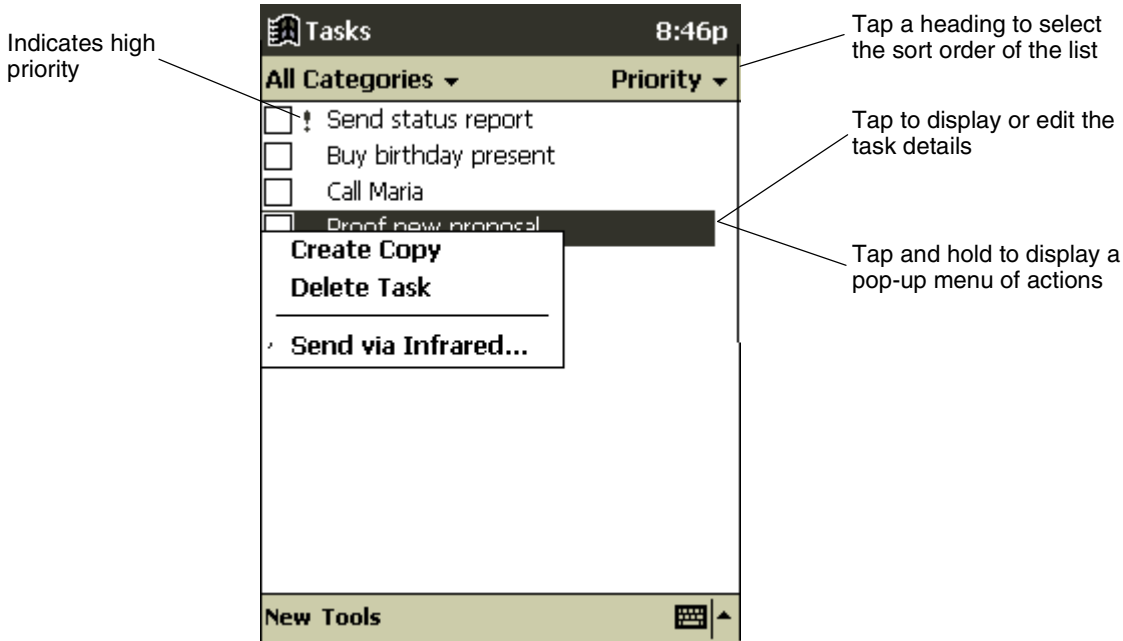 Indicates high
priority
Tasks 8:46p
All Categories Priority
! Send status report
Buy birthday present
Call Maria
Proof new proposal
Create Copy
Delete Task
Send via Infrared...
New Tools
Tap a heading to select
the sort order of the list
Tap to display or edit the
task details
Tap and hold to display a
pop-up menu of actions